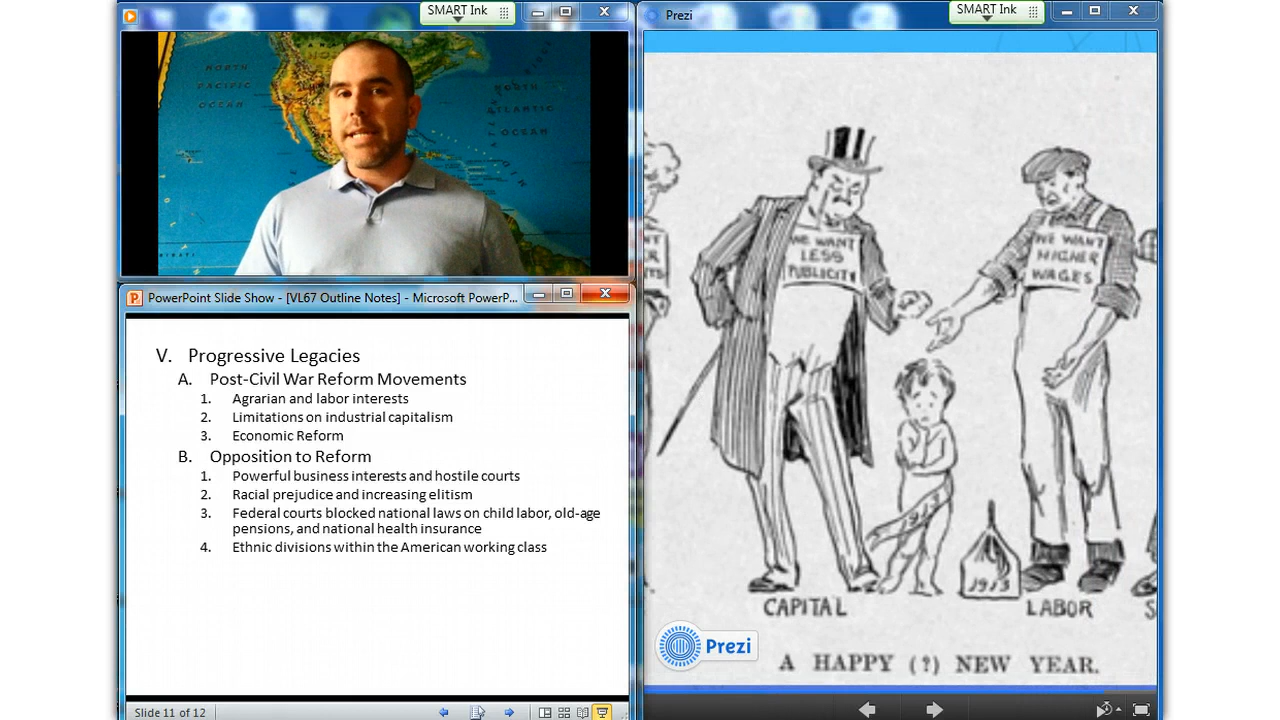 SMART Ink
NORTH
PACIFIC
OCEAN
NORTH
ATLANTIC
OCEAN
PowerPoint Slide Show - [VL67 Outline Notes] - Microsoft PowerP...
V. Progressive Legacies
A. Post-Civil War Reform Movements
1. Agrarian and labor interests
2. Limitations on industrial capitalism
3. Economic Reform
B. Opposition to Reform
1. Powerful business interests and hostile courts
2. Racial prejudice and increasing elitism
3. Federal courts blocked national laws on child labor, old-age
pensions, and national health insurance
4. Ethnic divisions within the American working class
Slide 11 of 12
Prezi
SMART Ink
WE WANT
LESS
PUBLICITY
WE WANT
HIGHER
WAGES
1913
1913
CAPITAL
LABOR
S
Prezi
A HAPPY (?) NEW YEAR.